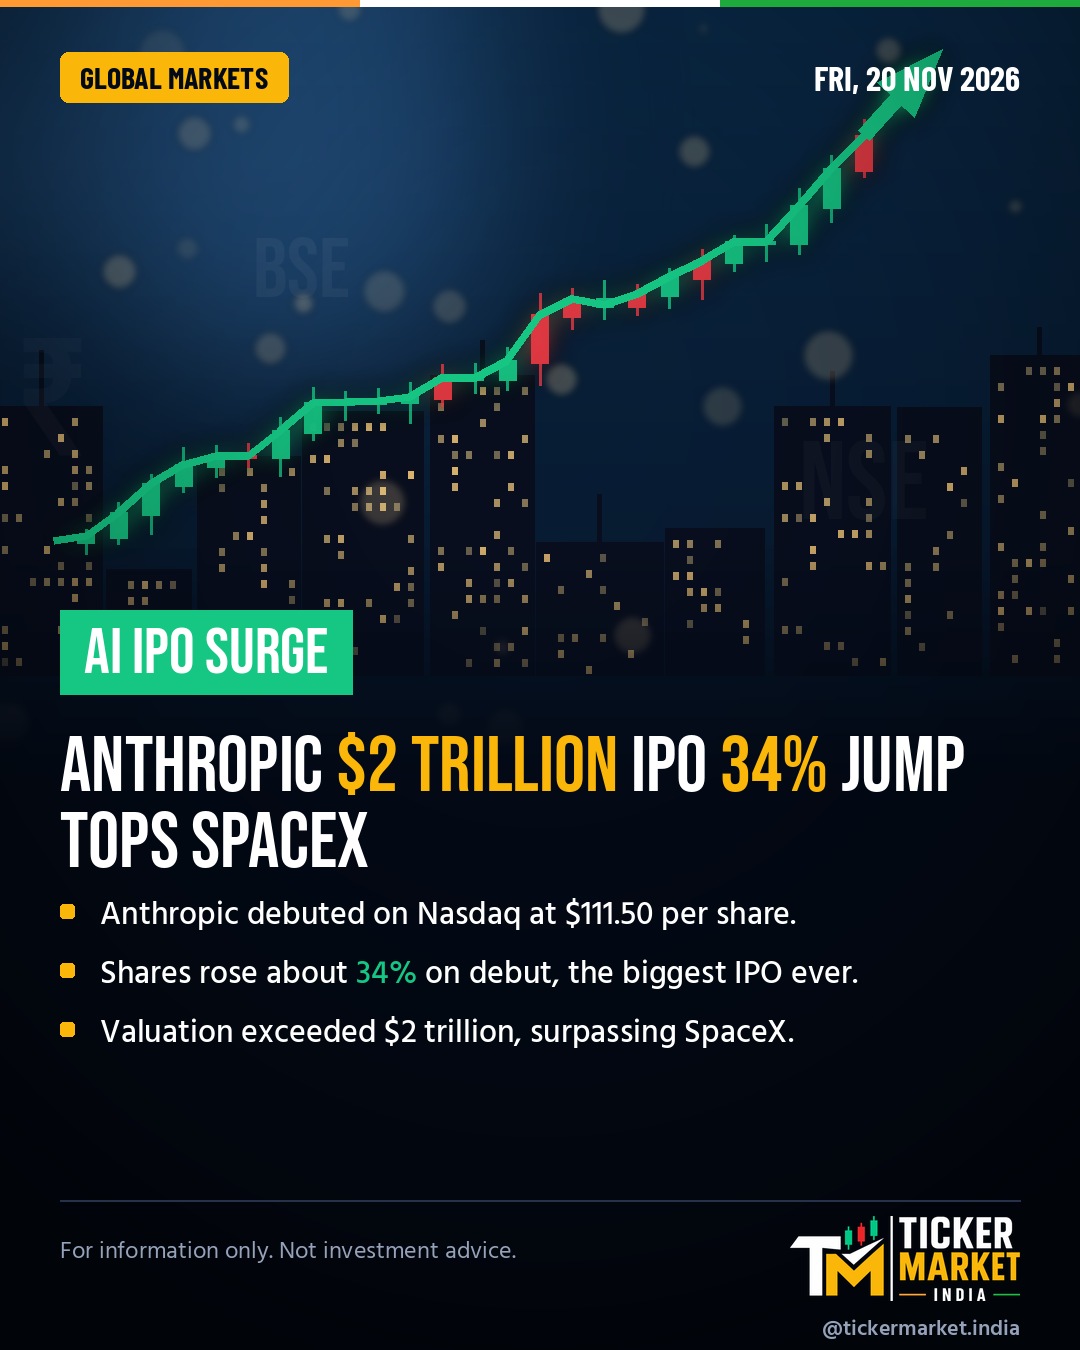 GLOBAL MARKETS
FRI, 20 NOV 2026
BSE
₹
NSE
AI IPO SURGE
ANTHROPIC $2 TRILLION IPO 34% JUMP
TOPS SPACEX
Anthropic debuted on Nasdaq at $111.50 per share.
Shares rose about 34% on debut, the biggest IPO ever.
Valuation exceeded $2 trillion, surpassing SpaceX.
For information only. Not investment advice.
TM TICKER
MARKET
INDIA
@tickermarket.india